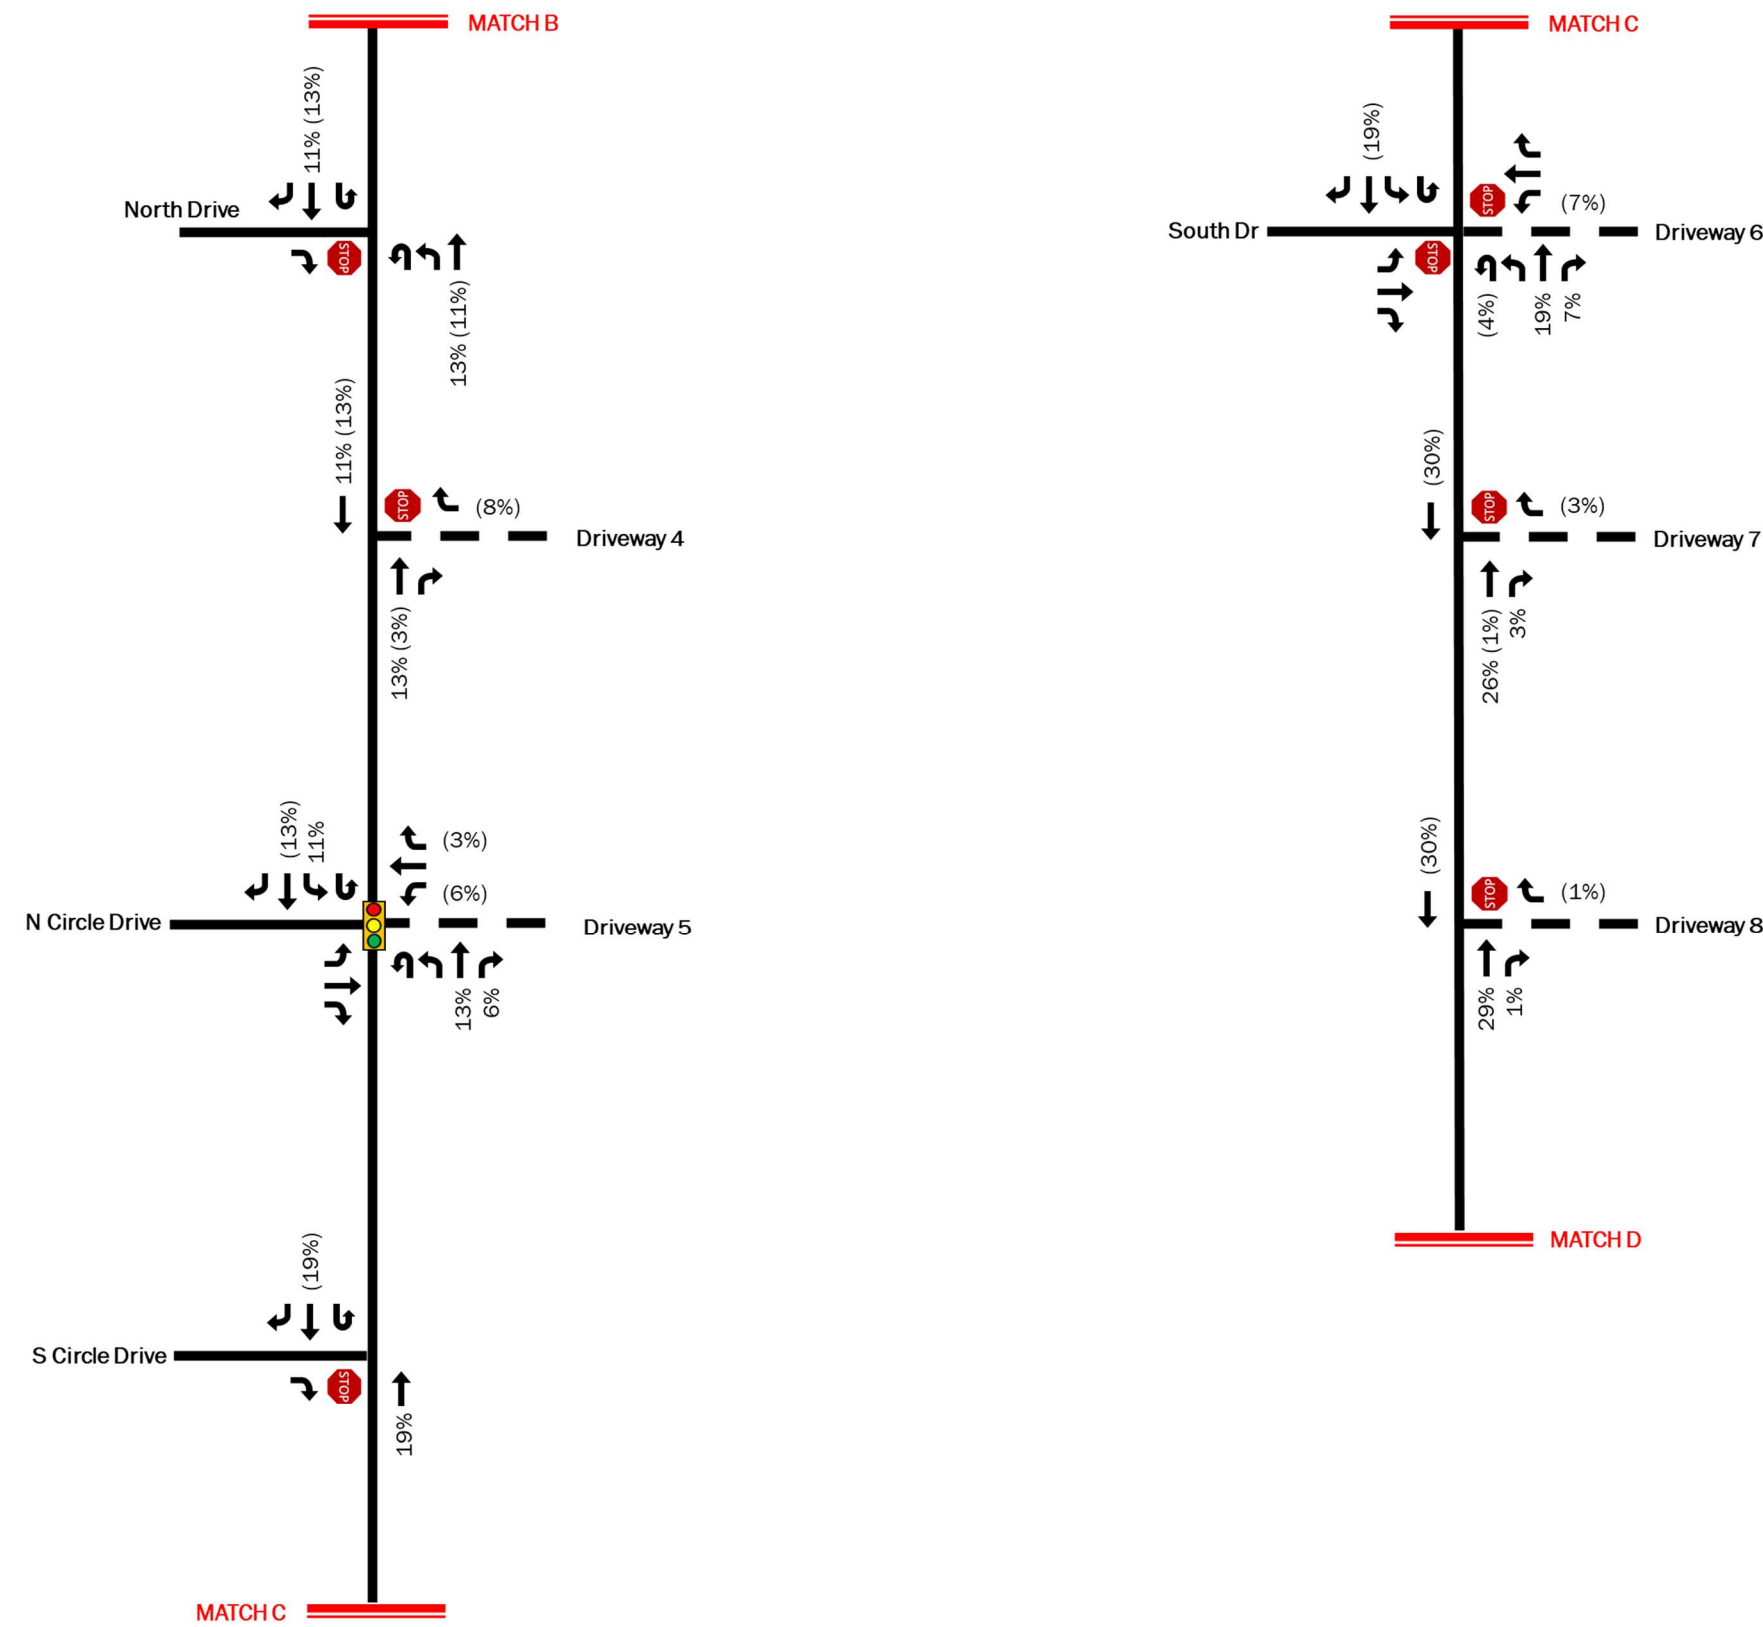 MATCH B
11% (13%)
North Drive
STOP
13% (11%)
11% (13%)
STOP
(8%)
Driveway 4
13% (3%)
(13%)
11%
(3%)
(6%)
N Circle Drive
Driveway 5
13%
6%
(19%)
S Circle Drive
STOP
19%
MATCH C
MATCH C
(19%)
STOP
(7%)
South Dr
Driveway 6
STOP
(4%)
19%
7%
(30%)
STOP
(3%)
Driveway 7
26% (1%)
3%
(30%)
STOP
(1%)
Driveway 8
29%
1%
MATCH D